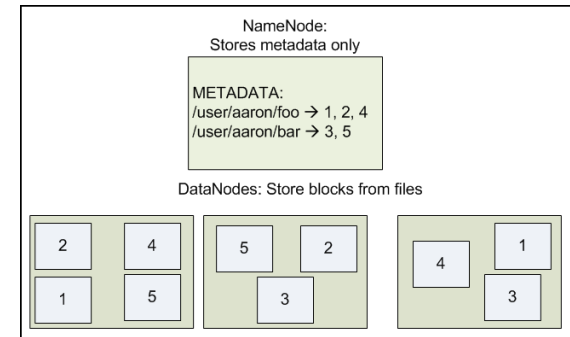 NameNode:
Stores metadata only
METADATA:
/user/aaron/foo → 1, 2, 4
/user/aaron/bar → 3, 5
DataNodes: Store blocks from files
2 4
1 5
5 2
3
4 1
3